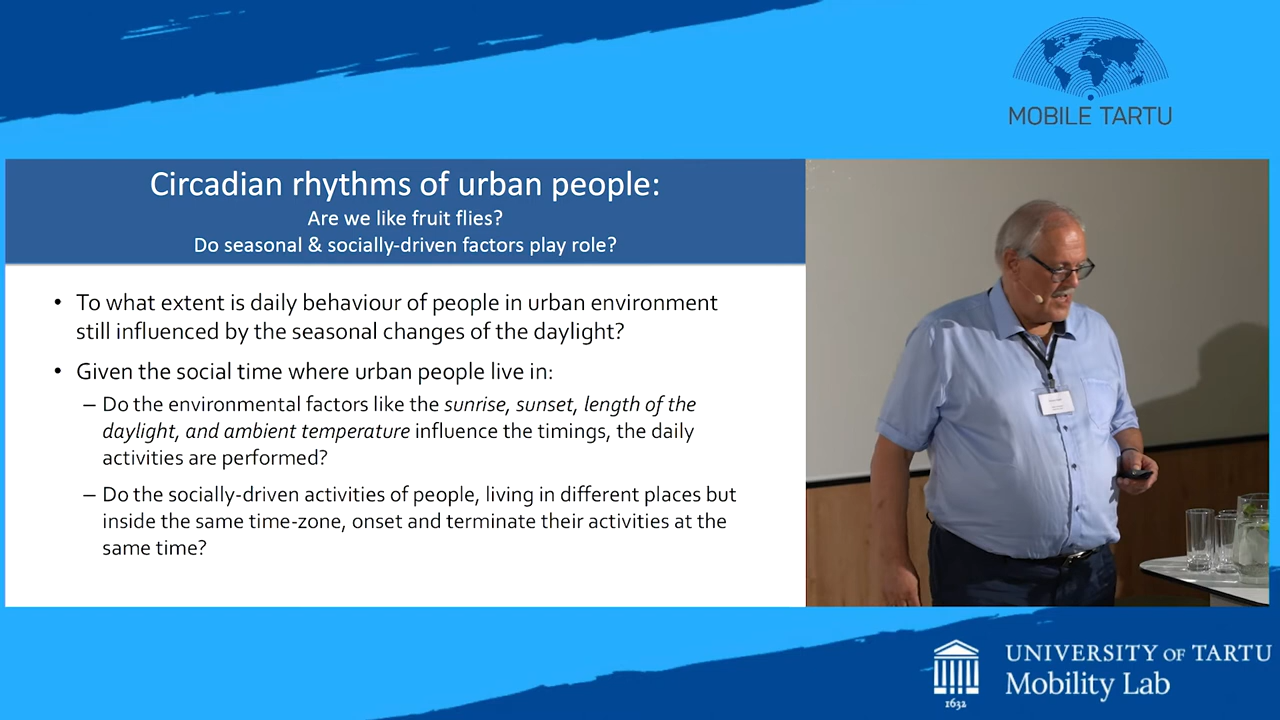 MOBILE TARTU
Circadian rhythms of urban people:
Are we like fruit flies?
Do seasonal & socially-driven factors play role?
• To what extent is daily behaviour of people in urban environment
still influenced by the seasonal changes of the daylight?
• Given the social time where urban people live in:
– Do the environmental factors like the sunrise, sunset, length of the
daylight, and ambient temperature influence the timings, the daily
activities are performed?
– Do the socially-driven activities of people, living in different places but
inside the same time-zone, onset and terminate their activities at the
same time?
1632
UNIVERSITY OF TARTU
Mobility Lab